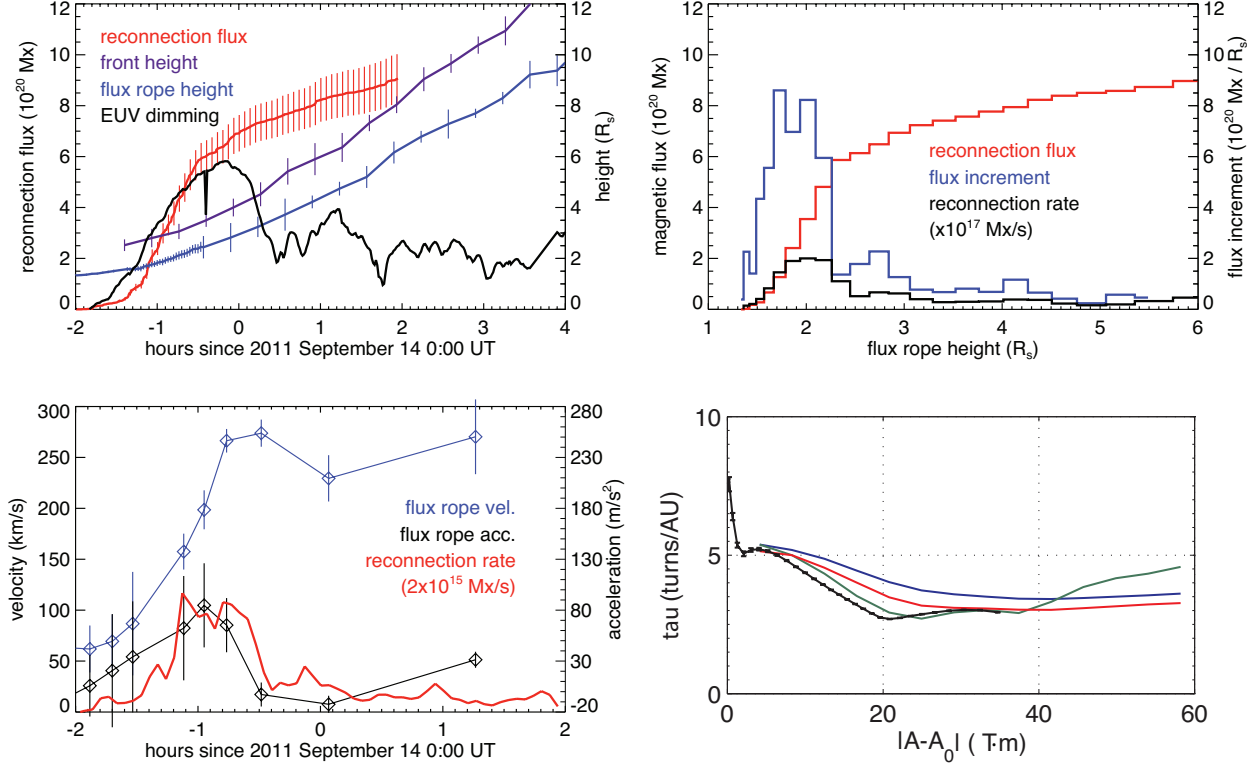 reconnection flux
front height
flux rope height
EUV dimming
reconnection flux (10^20 Mx)
height (R_s)
12
10
8
6
4
2
0
12
10
8
6
4
2
0
-2 -1 0 1 2 3 4
hours since 2011 September 14 0:00 UT
reconnection flux
flux increment
reconnection rate
(x10^17 Mx/s)
magnetic flux (10^20 Mx)
flux increment (10^20 Mx / R_s)
12
10
8
6
4
2
0
12
10
8
6
4
2
0
1 2 3 4 5 6
flux rope height (R_s)
flux rope vel.
flux rope acc.
reconnection rate
(2x10^15 Mx/s)
velocity (km/s)
acceleration (m/s^2)
300
250
200
150
100
50
0
280
230
180
130
80
30
-20
-2 -1 0 1 2
hours since 2011 September 14 0:00 UT
tau (turns/AU)
10
5
0
0 20 40 60
|A-A_0| ( T·m)